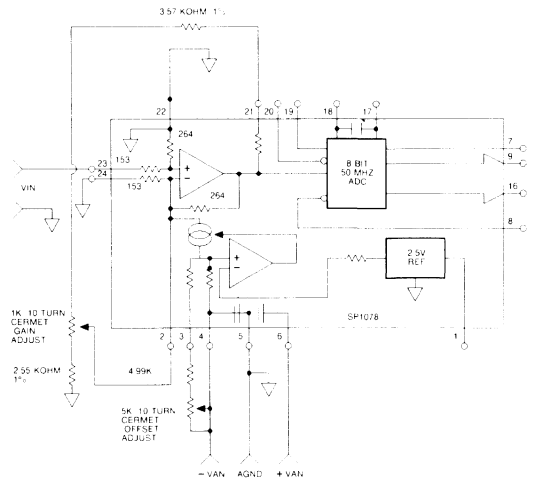 3.57 KOHM 1%
22
21
20
19
18
17
264
23
153
24
153
264
VIN
+
−
8 BIT
50 MHZ
ADC
7
9
16
8
+
−
2.5V
REF
SP1078
1K 10 TURN
CERMET
GAIN
ADJUST
2
3
4
5
6
1
2.55 KOHM
1%
4.99K
5K 10 TURN
CERMET
OFFSET
ADJUST
− VAN
AGND
+ VAN